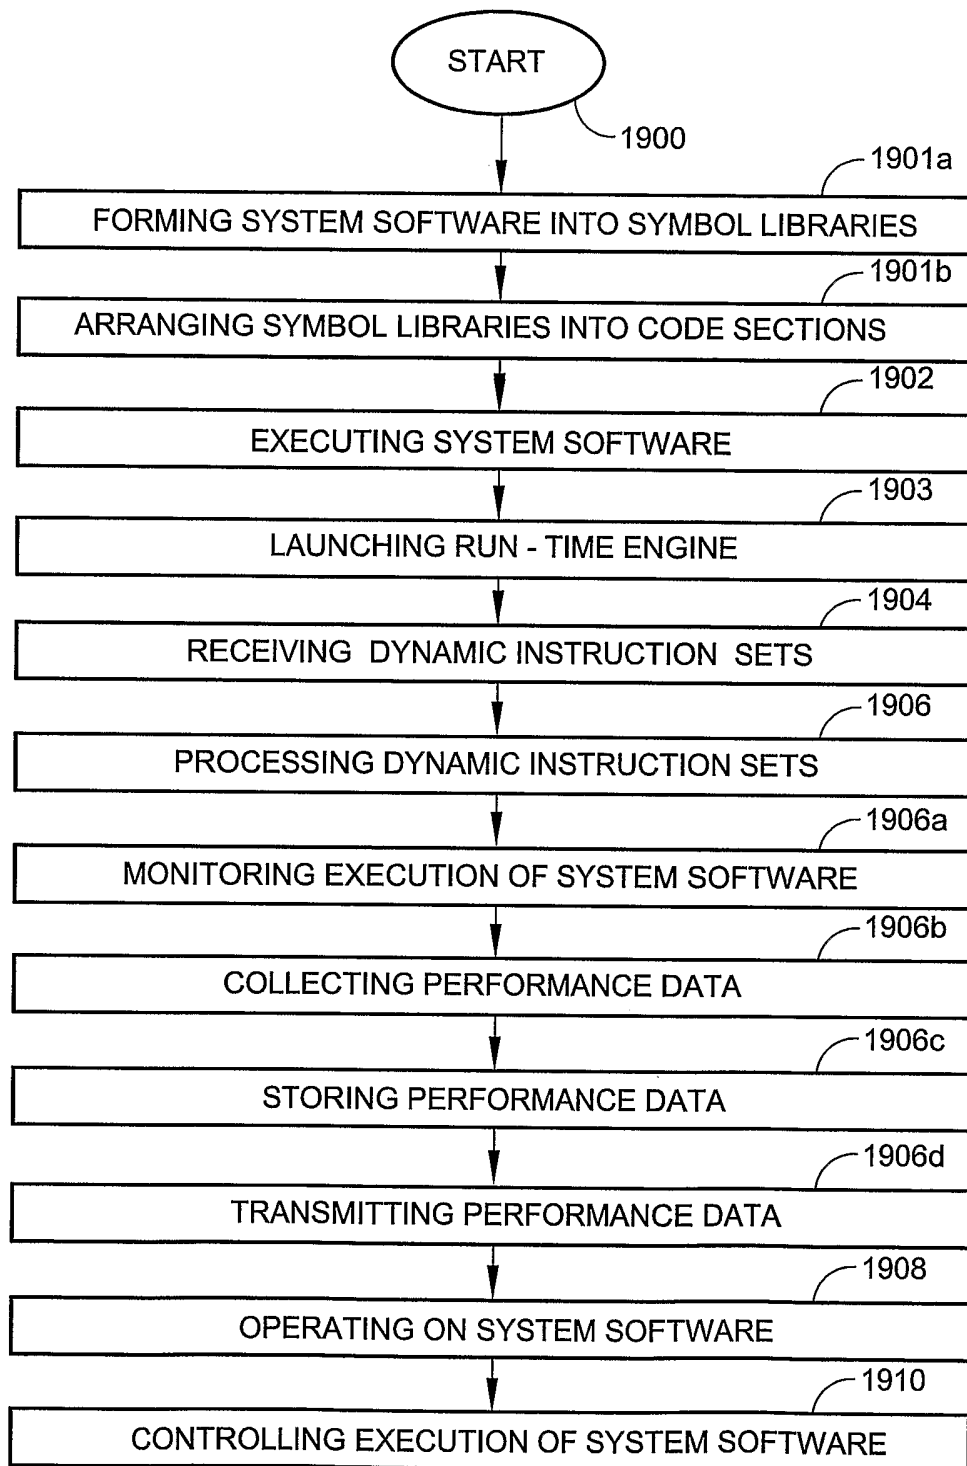 START
1900
1901a
FORMING SYSTEM SOFTWARE INTO SYMBOL LIBRARIES
1901b
ARRANGING SYMBOL LIBRARIES INTO CODE SECTIONS
1902
EXECUTING SYSTEM SOFTWARE
1903
LAUNCHING RUN - TIME ENGINE
1904
RECEIVING DYNAMIC INSTRUCTION SETS
1906
PROCESSING DYNAMIC INSTRUCTION SETS
1906a
MONITORING EXECUTION OF SYSTEM SOFTWARE
1906b
COLLECTING PERFORMANCE DATA
1906c
STORING PERFORMANCE DATA
1906d
TRANSMITTING PERFORMANCE DATA
1908
OPERATING ON SYSTEM SOFTWARE
1910
CONTROLLING EXECUTION OF SYSTEM SOFTWARE